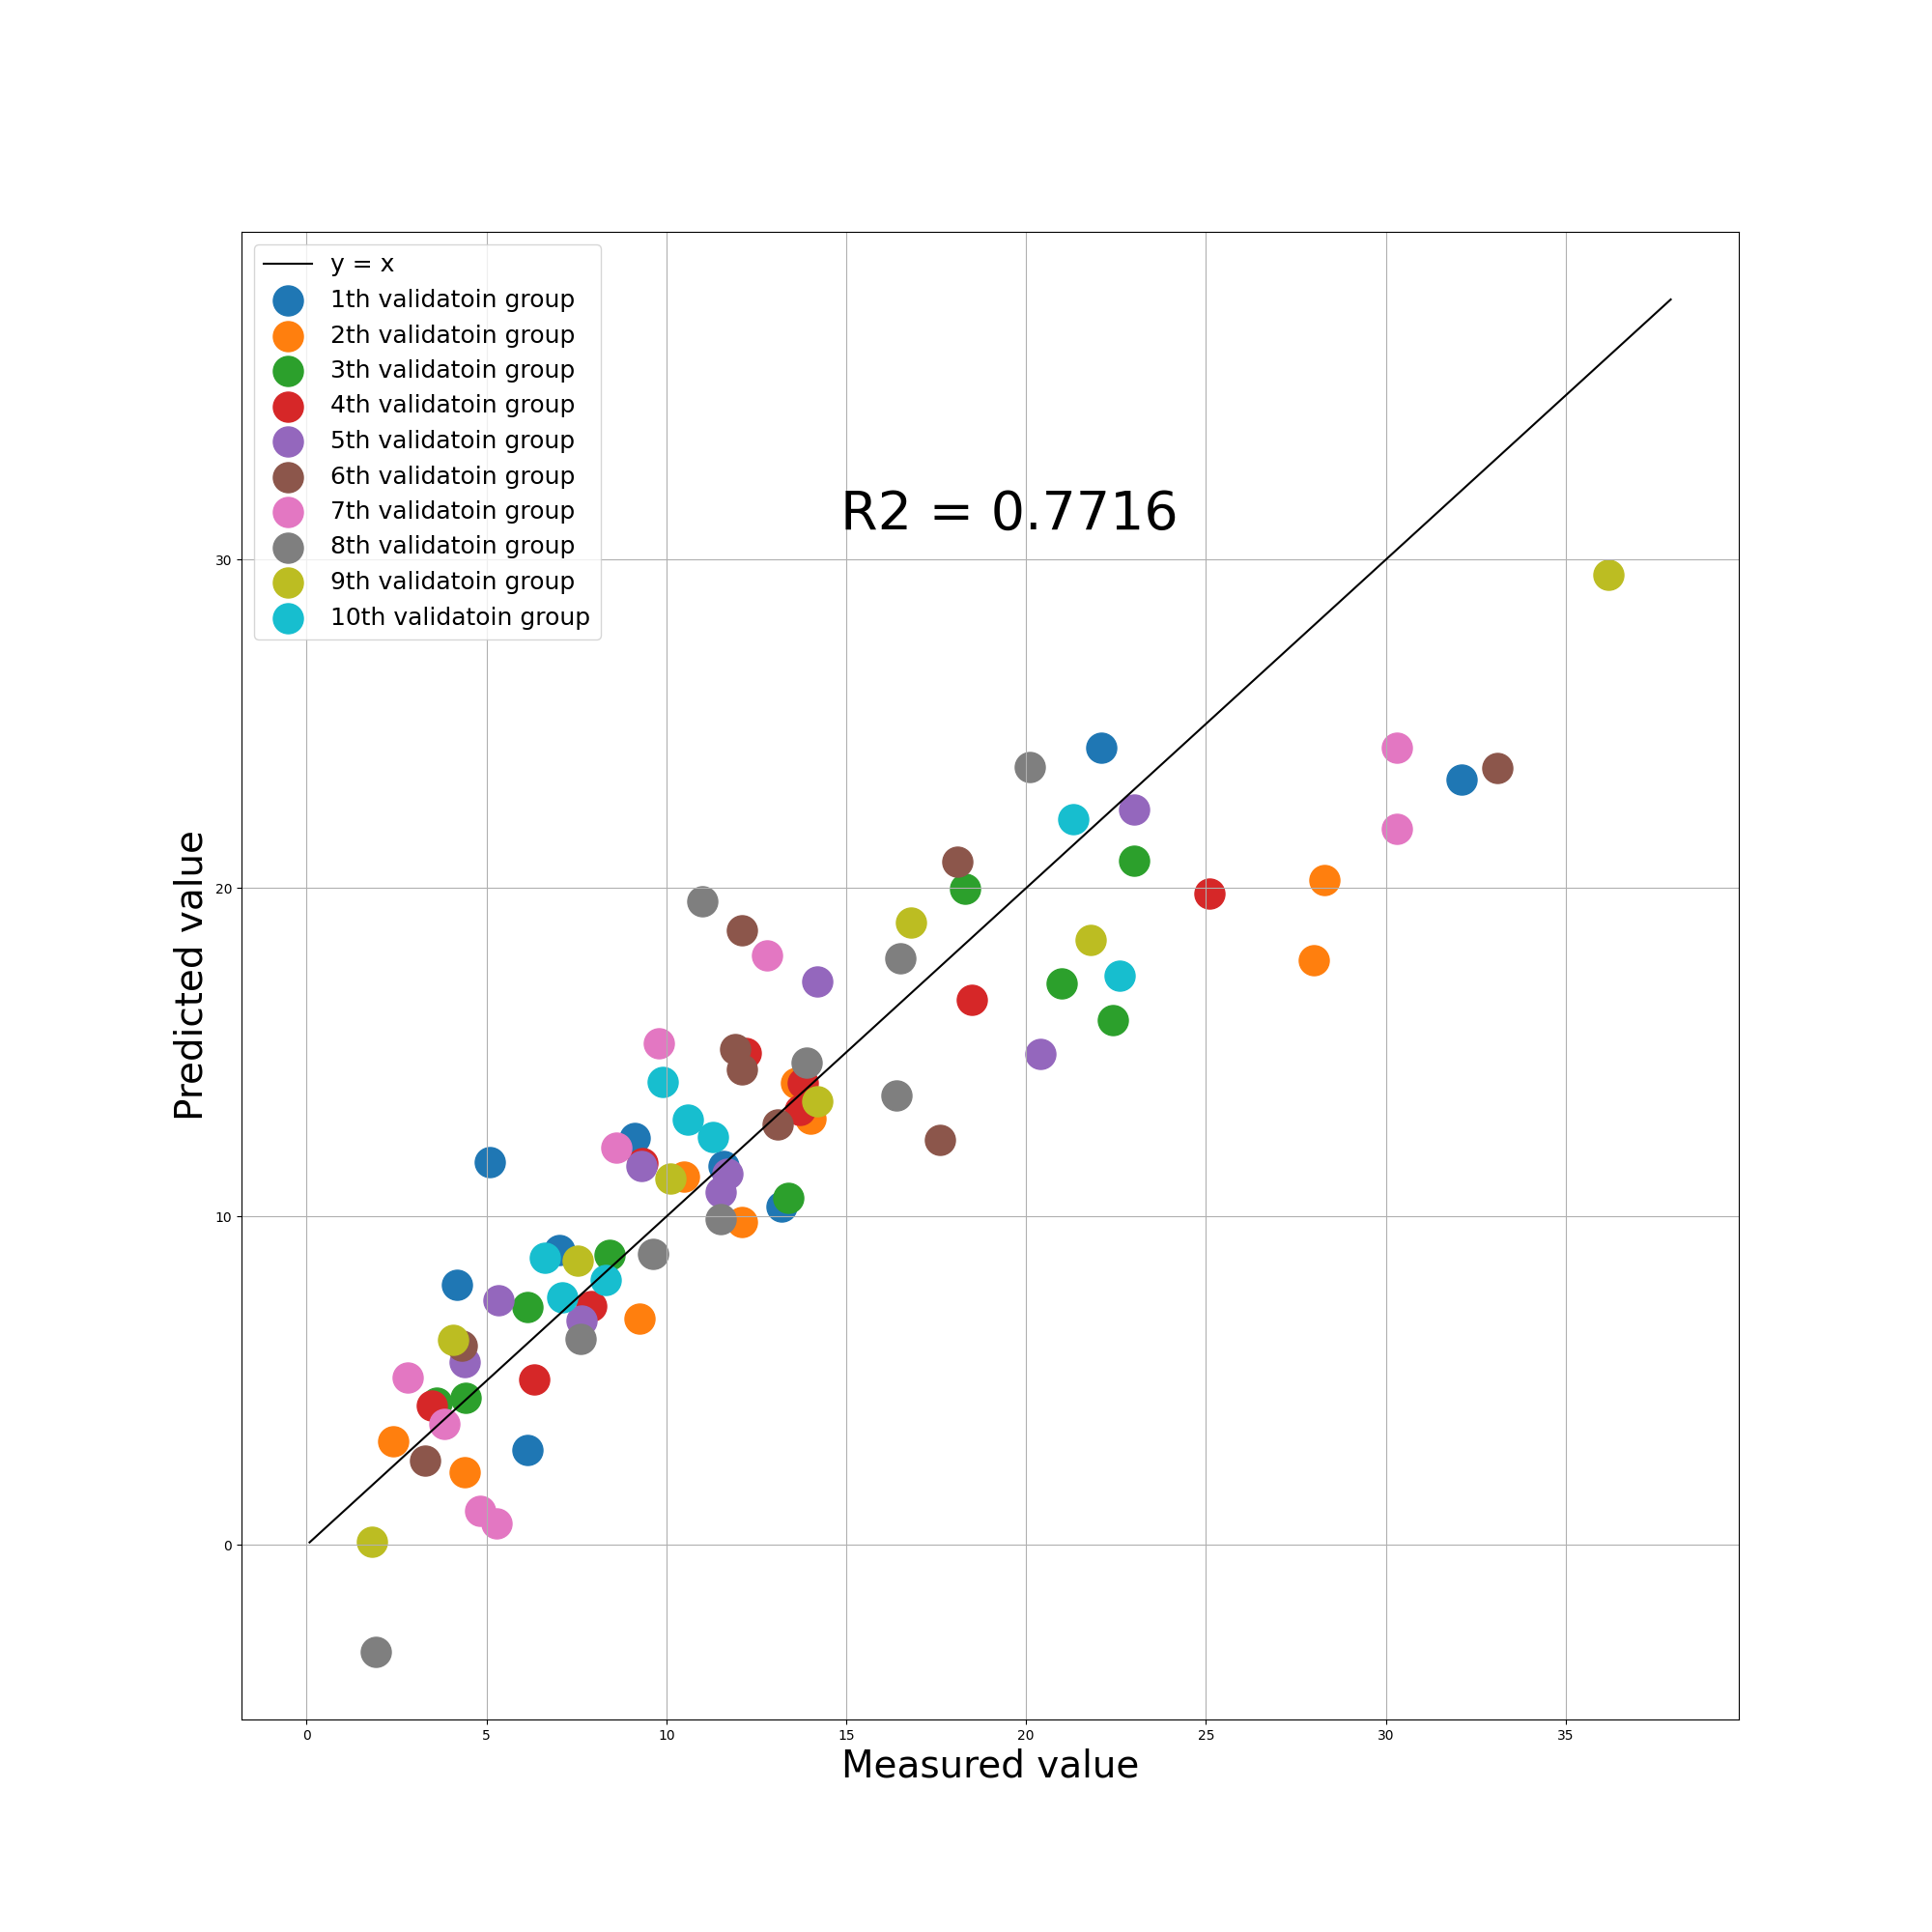 y = x
1th validatoin group
2th validatoin group
3th validatoin group
4th validatoin group
5th validatoin group
6th validatoin group
7th validatoin group
8th validatoin group
9th validatoin group
10th validatoin group
R2 = 0.7716
Predicted value
30
20
10
0
0 5 10 15 20 25 30 35
Measured value